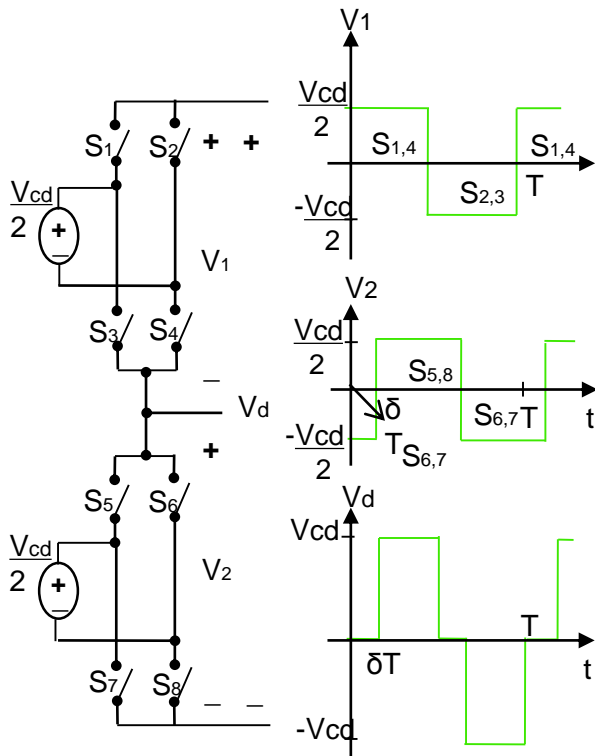 V1
Vcd
2
S1,4
S1,4
T
S2,3
-Vcd
2
S1
S2
+ +
Vcd
2
+
–
V1
S3
S4
–
Vd
+
V2
Vcd
2
S5,8
δ
S6,7
T
t
-Vcd
2
T
S6,7
S5
S6
Vcd
2
+
–
V2
S7
S8
– –
Vd
Vcd
T
δT
t
-Vcd